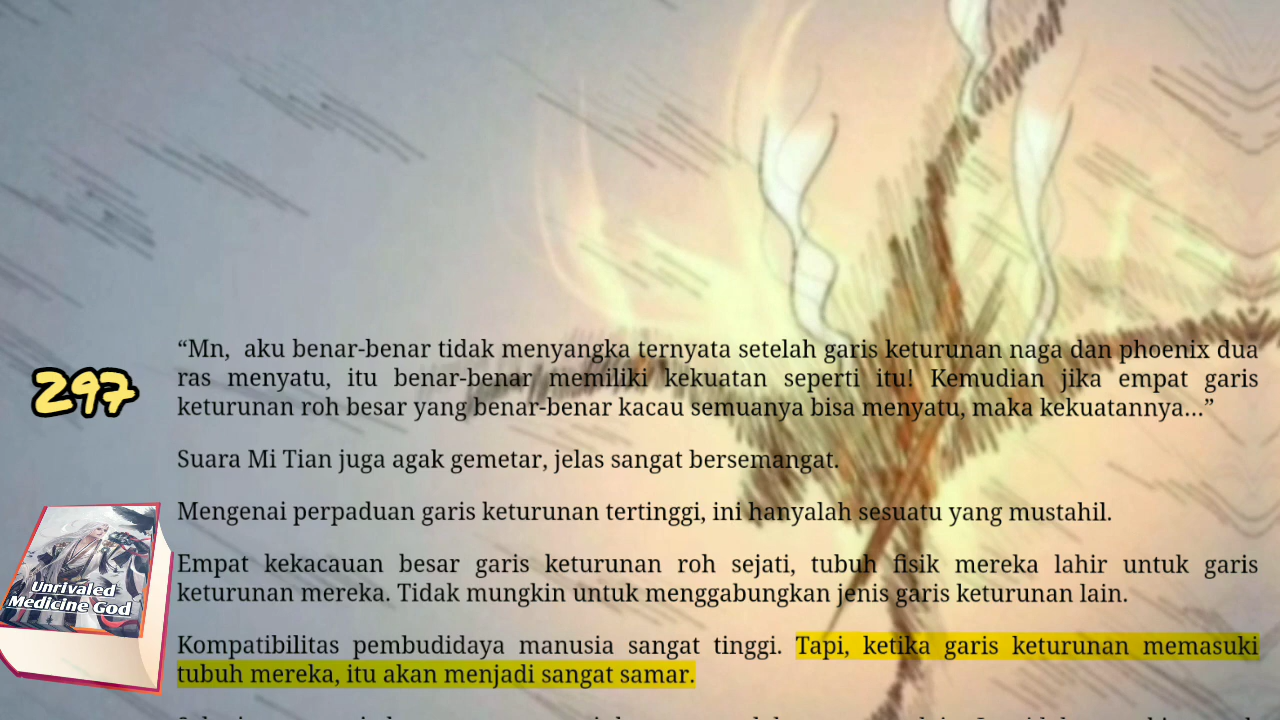 “Mn, aku benar-benar tidak menyangka ternyata setelah garis keturunan naga dan phoenix dua
ras menyatu, itu benar-benar memiliki kekuatan seperti itu! Kemudian jika empat garis
297
keturunan roh besar yang benar-benar kacau semuanya bisa menyatu, maka kekuatannya...”
Suara Mi Tian juga agak gemetar, jelas sangat bersemangat.
Mengenai perpaduan garis keturunan tertinggi, ini hanyalah sesuatu yang mustahil.
Empat kekacauan besar garis keturunan roh sejati, tubuh fisik mereka lahir untuk garis
keturunan mereka. Tidak mungkin untuk menggabungkan jenis garis keturunan lain.
Unrivaled
Medicine God
Kompatibilitas pembudidaya manusia sangat tinggi. Tapi, ketika garis keturunan memasuki
tubuh mereka, itu akan menjadi sangat samar.